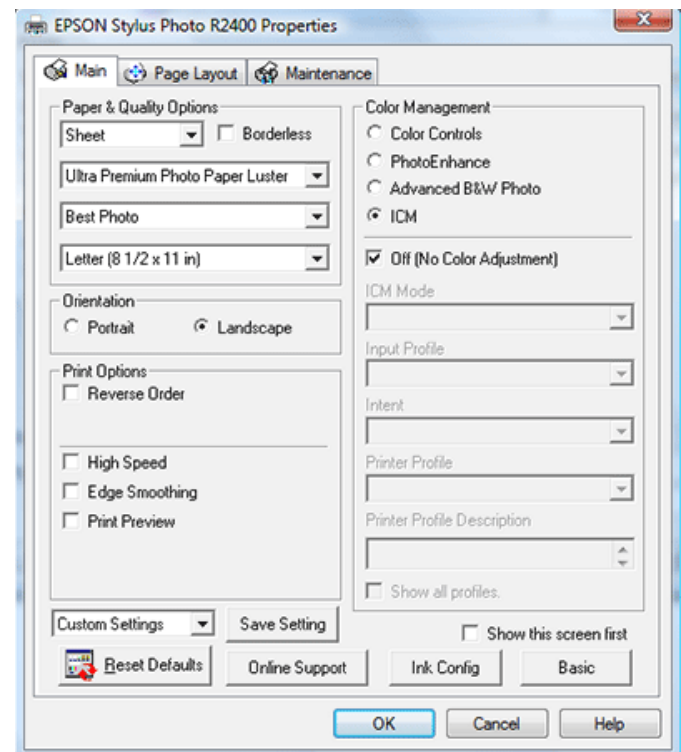 EPSON Stylus Photo R2400 Properties
Main
Page Layout
Maintenance
Paper & Quality Options
Sheet
Borderless
Ultra Premium Photo Paper Luster
Best Photo
Letter (8 1/2 x 11 in)
Orientation
Portrait
Landscape
Print Options
Reverse Order
High Speed
Edge Smoothing
Print Preview
Color Management
Color Controls
PhotoEnhance
Advanced B&W Photo
ICM
Off (No Color Adjustment)
ICM Mode
Input Profile
Intent
Printer Profile
Printer Profile Description
Show all profiles.
Custom Settings
Save Setting
Show this screen first
Reset Defaults
Online Support
Ink Config
Basic
OK
Cancel
Help